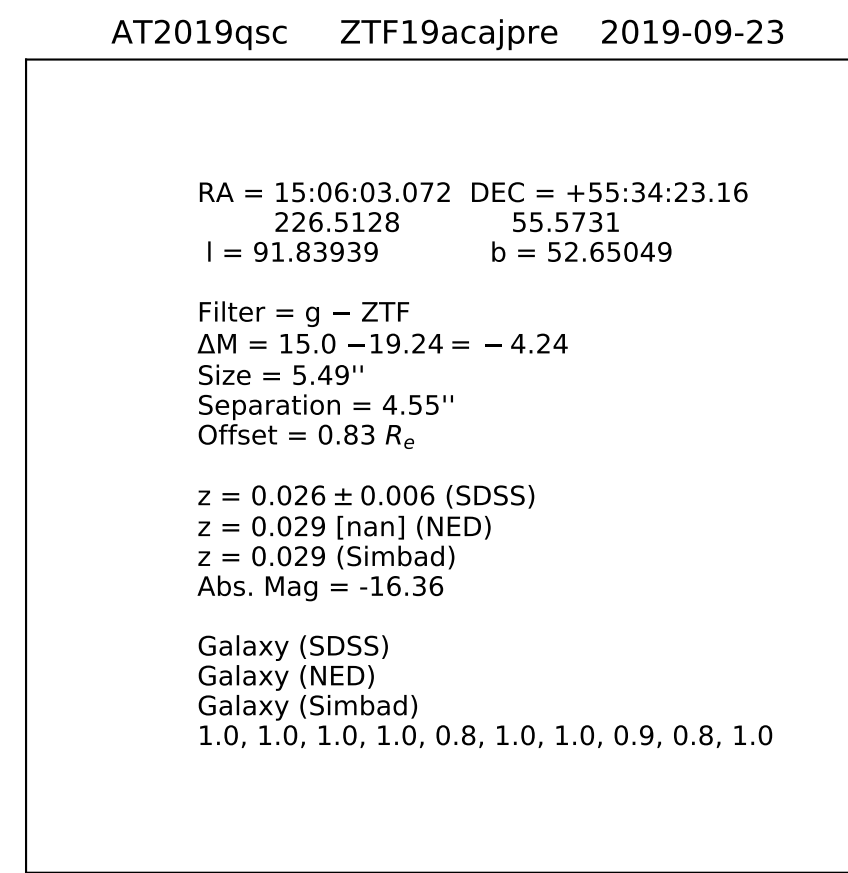 AT2019qsc ZTF19acajpre 2019-09-23
RA = 15:06:03.072 DEC = +55:34:23.16
226.5128 55.5731
l = 91.83939 b = 52.65049
Filter = g − ZTF
ΔM = 15.0 −19.24 = − 4.24
Size = 5.49''
Separation = 4.55''
Offset = 0.83 Rₑ
z = 0.026 ± 0.006 (SDSS)
z = 0.029 [nan] (NED)
z = 0.029 (Simbad)
Abs. Mag = -16.36
Galaxy (SDSS)
Galaxy (NED)
Galaxy (Simbad)
1.0, 1.0, 1.0, 1.0, 0.8, 1.0, 1.0, 0.9, 0.8, 1.0